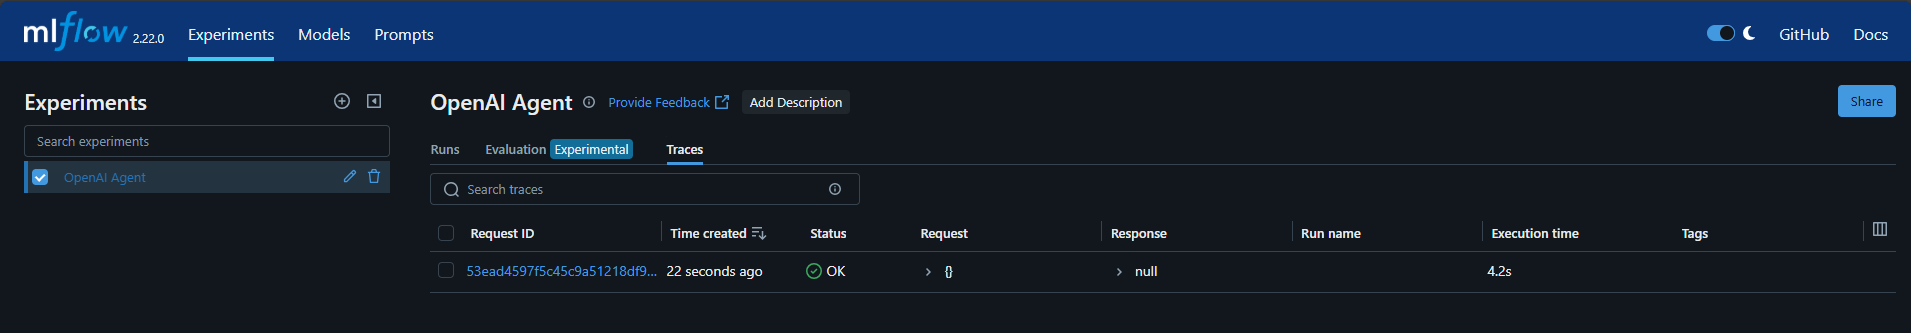 mlflow 2.22.0 Experiments Models Prompts GitHub Docs
Experiments
Search experiments
OpenAI Agent
OpenAI Agent Provide Feedback Add Description Share
Runs Evaluation Experimental Traces
Search traces
Request ID Time created Status Request Response Run name Execution time Tags
53ead4597f5c45c9a51218df9... 22 seconds ago OK {} null 4.2s